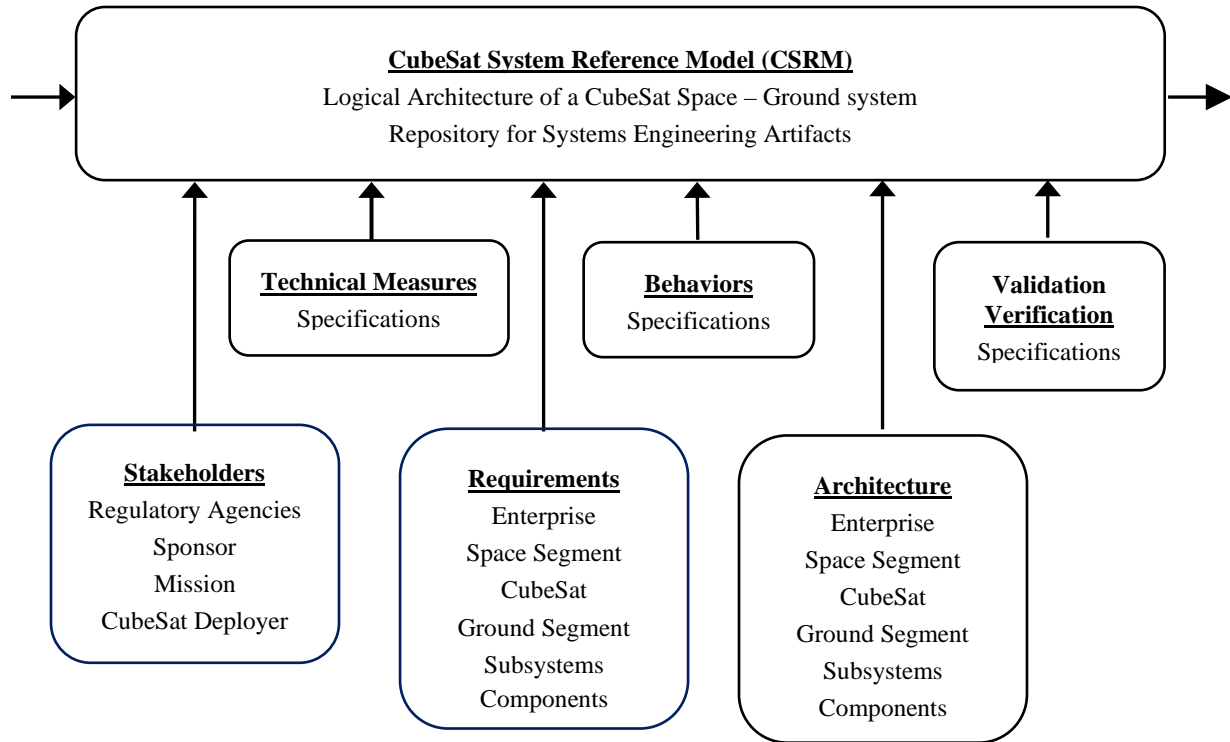 CubeSat System Reference Model (CSRM)
Logical Architecture of a CubeSat Space – Ground system
Repository for Systems Engineering Artifacts
Technical Measures
Specifications
Behaviors
Specifications
Validation
Verification
Specifications
Stakeholders
Regulatory Agencies
Sponsor
Mission
CubeSat Deployer
Requirements
Enterprise
Space Segment
CubeSat
Ground Segment
Subsystems
Components
Architecture
Enterprise
Space Segment
CubeSat
Ground Segment
Subsystems
Components